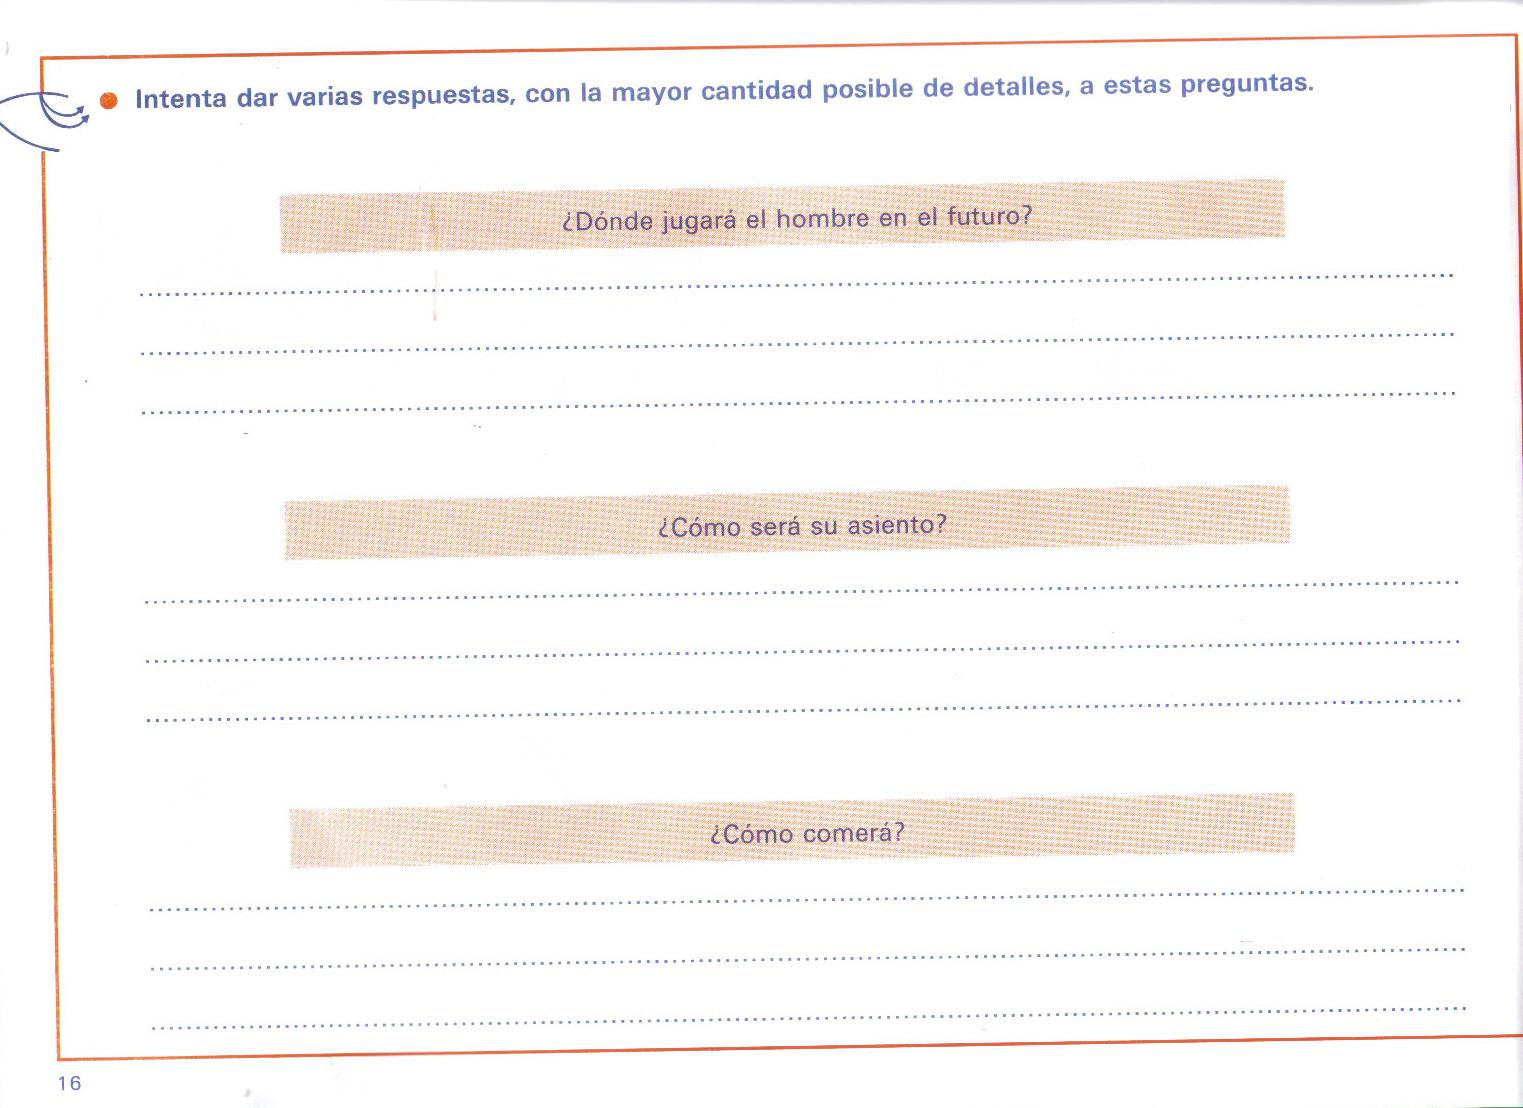 Intenta dar varias respuestas, con la mayor cantidad posible de detalles, a estas preguntas.
¿Dónde jugará el hombre en el futuro?
¿Cómo será su asiento?
¿Cómo comerá?
16